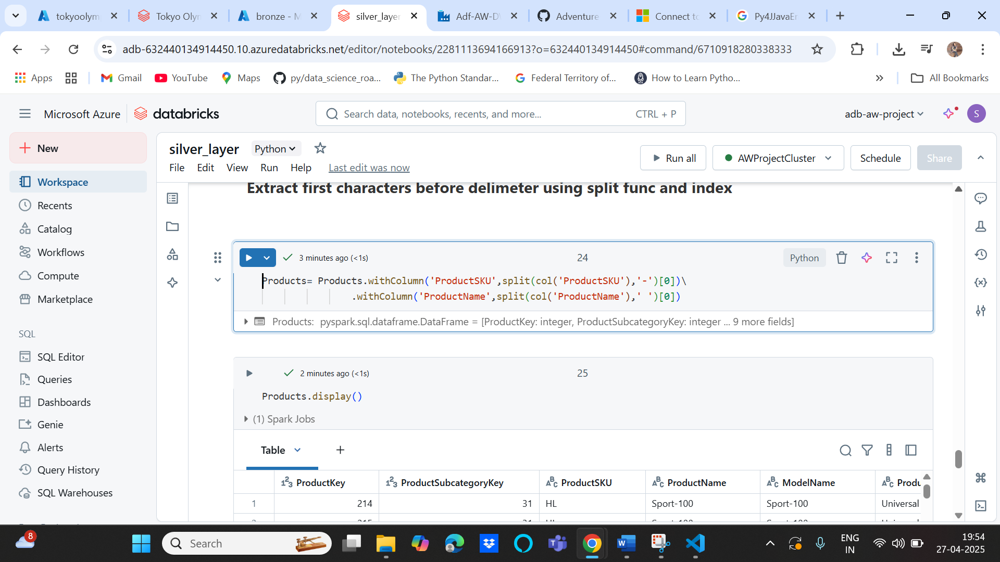 tokyoolym
Tokyo Olyn
bronze - M
silver_layer
Adf-AW-D
Adventure
Connect to
Py4JJavaEr
adb-632440134914450.10.azuredatabricks.net/editor/notebooks/2281113694166913?o=632440134914450#command/6710918280338333
Apps
Gmail
YouTube
Maps
py/data_science_roa...
The Python Standar...
Federal Territory of...
How to Learn Pytho...
All Bookmarks
Microsoft Azure
databricks
Search data, notebooks, recents, and more...
CTRL + P
adb-aw-project
S
New
Workspace
Recents
Catalog
Workflows
Compute
Marketplace
SQL
SQL Editor
Queries
Dashboards
Genie
Alerts
Query History
SQL Warehouses
silver_layer
Python
Run all
AWProjectCluster
Schedule
Share
File Edit View Run Help Last edit was now
Extract first characters before delimeter using split func and index
3 minutes ago (<1s)
24
Python
Products= Products.withColumn('ProductSKU',split(col('ProductSKU'),'-')[0])\
.withColumn('ProductName',split(col('ProductName'),' ')[0])
Products: pyspark.sql.dataframe.DataFrame = [ProductKey: integer, ProductSubcategoryKey: integer ... 9 more fields]
2 minutes ago (<1s)
25
Products.display()
(1) Spark Jobs
Table
ProductKey ProductSubcategoryKey ProductSKU ProductName ModelName Produ
1 214 31 HL Sport-100 Sport-100 Universal
8
Search
ENG
IN
19:54
27-04-2025